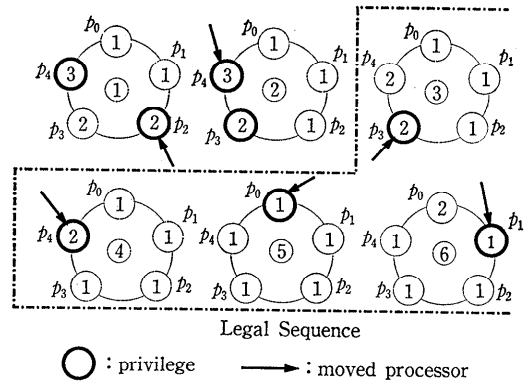 p0 1
p4 3 1 p1
①
p3 2 2 p2
p0 1
p4 3 1 p1
②
p3 2 1 p2
p0 1
p4 2 1 p1
③
p3 2 1 p2
p0 1
p4 2 1 p1
④
p3 1 1 p2
p0 1
p4 1 1 p1
⑤
p3 1 1 p2
p0 2
p4 1 1 p1
⑥
p3 1 1 p2
Legal Sequence
: privilege : moved processor